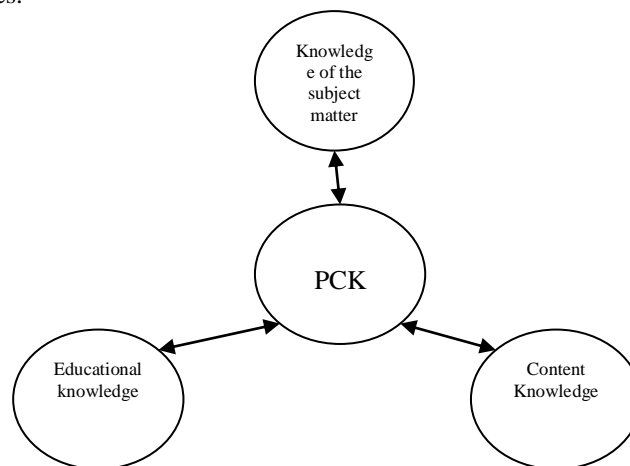 es.
Knowledg
e of the
subject
matter
PCK
Educational
knowledge
Content
Knowledge